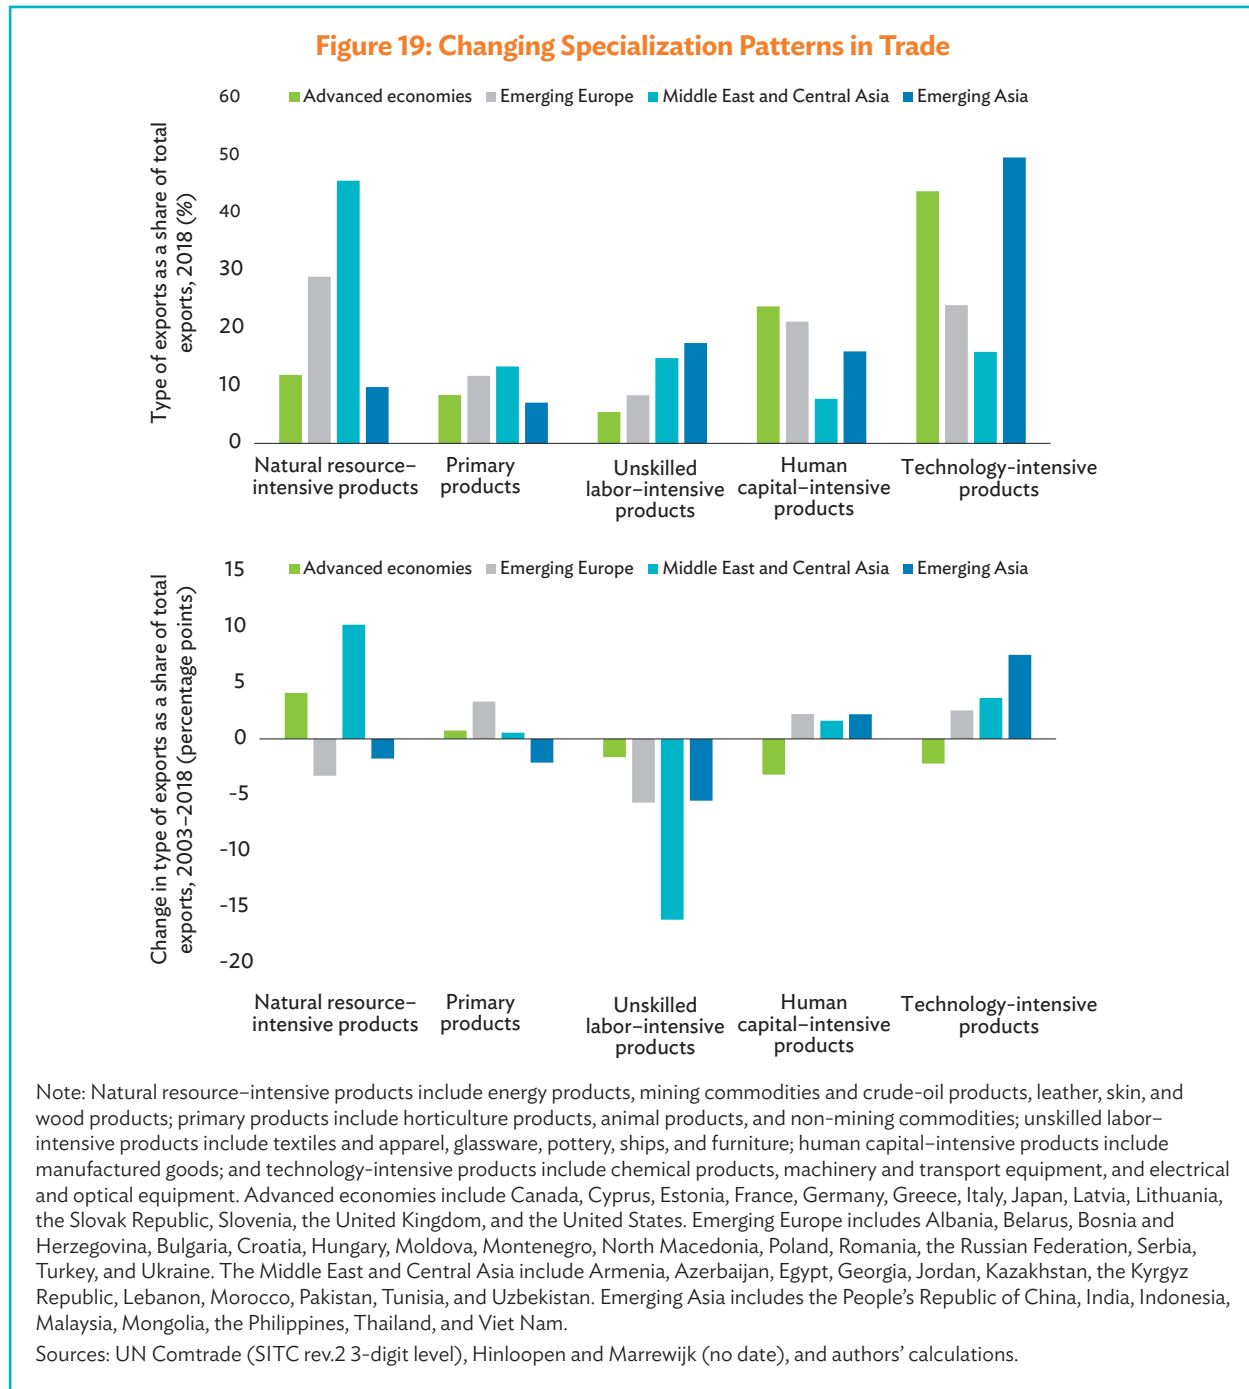 Figure 19: Changing Specialization Patterns in Trade
Type of exports as a share of total
exports, 2018 (%)
60
50
40
30
20
10
0
Advanced economies Emerging Europe Middle East and Central Asia Emerging Asia
Natural resource–
intensive products
Primary
products
Unskilled
labor–intensive
products
Human
capital–intensive
products
Technology-intensive
products
Change in type of exports as a share of total
exports, 2003–2018 (percentage points)
15
10
5
0
-5
-10
-15
-20
Advanced economies Emerging Europe Middle East and Central Asia Emerging Asia
Natural resource–
intensive products
Primary
products
Unskilled
labor–intensive
products
Human
capital–intensive
products
Technology-intensive
products
Note: Natural resource–intensive products include energy products, mining commodities and crude-oil products, leather, skin, and
wood products; primary products include horticulture products, animal products, and non-mining commodities; unskilled labor–
intensive products include textiles and apparel, glassware, pottery, ships, and furniture; human capital–intensive products include
manufactured goods; and technology-intensive products include chemical products, machinery and transport equipment, and electrical
and optical equipment. Advanced economies include Canada, Cyprus, Estonia, France, Germany, Greece, Italy, Japan, Latvia, Lithuania,
the Slovak Republic, Slovenia, the United Kingdom, and the United States. Emerging Europe includes Albania, Belarus, Bosnia and
Herzegovina, Bulgaria, Croatia, Hungary, Moldova, Montenegro, North Macedonia, Poland, Romania, the Russian Federation, Serbia,
Turkey, and Ukraine. The Middle East and Central Asia include Armenia, Azerbaijan, Egypt, Georgia, Jordan, Kazakhstan, the Kyrgyz
Republic, Lebanon, Morocco, Pakistan, Tunisia, and Uzbekistan. Emerging Asia includes the People's Republic of China, India, Indonesia,
Malaysia, Mongolia, the Philippines, Thailand, and Viet Nam.
Sources: UN Comtrade (SITC rev.2 3-digit level), Hinloopen and Marrewijk (no date), and authors' calculations.